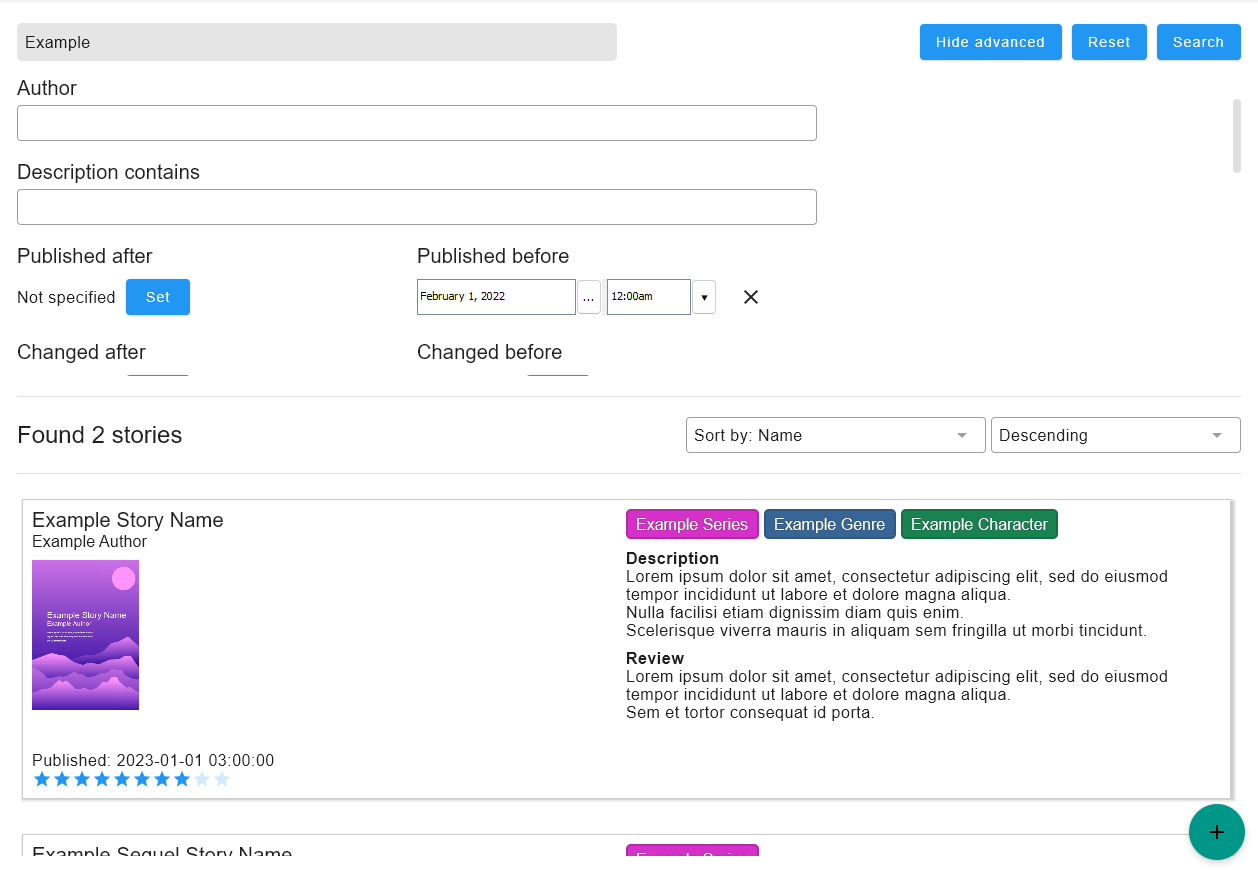 Example
Hide advanced
Reset
Search
Author
Description contains
Published after
Published before
Not specified
Set
February 1, 2022
...
12:00am
Changed after
Changed before
Found 2 stories
Sort by: Name
Descending
Example Story Name
Example Author
Example Story Name
Example Author
Published: 2023-01-01 03:00:00
Example Series
Example Genre
Example Character
Description
Lorem ipsum dolor sit amet, consectetur adipiscing elit, sed do eiusmod
tempor incididunt ut labore et dolore magna aliqua.
Nulla facilisi etiam dignissim diam quis enim.
Scelerisque viverra mauris in aliquam sem fringilla ut morbi tincidunt.
Review
Lorem ipsum dolor sit amet, consectetur adipiscing elit, sed do eiusmod
tempor incididunt ut labore et dolore magna aliqua.
Sem et tortor consequat id porta.
Example Sequel Story Name
Example Series